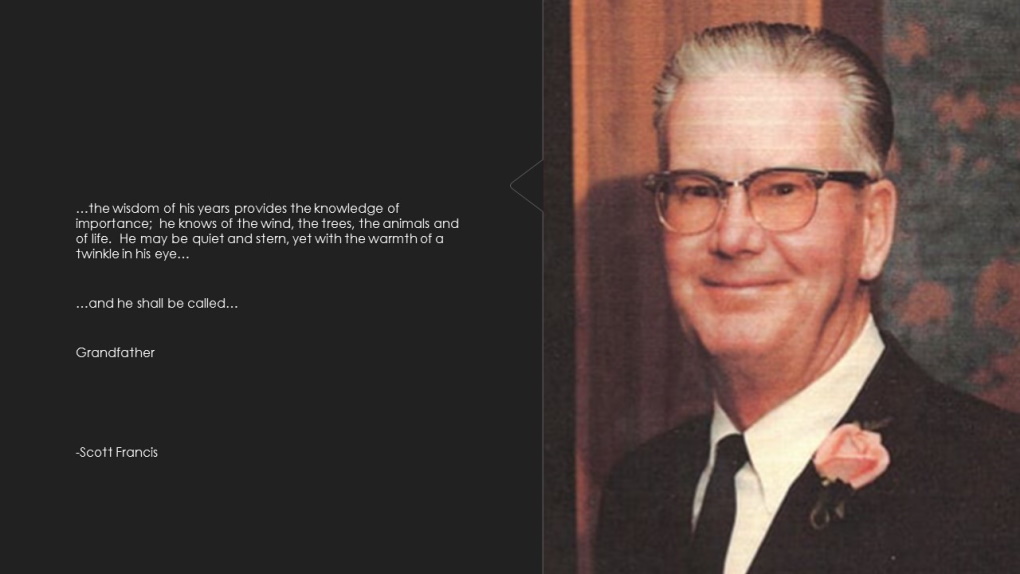 …the wisdom of his years provides the knowledge of
importance;  he knows of the wind, the trees, the animals and
of life.  He may be quiet and stern, yet with the warmth of a
twinkle in his eye…
…and he shall be called…
Grandfather
-Scott Francis